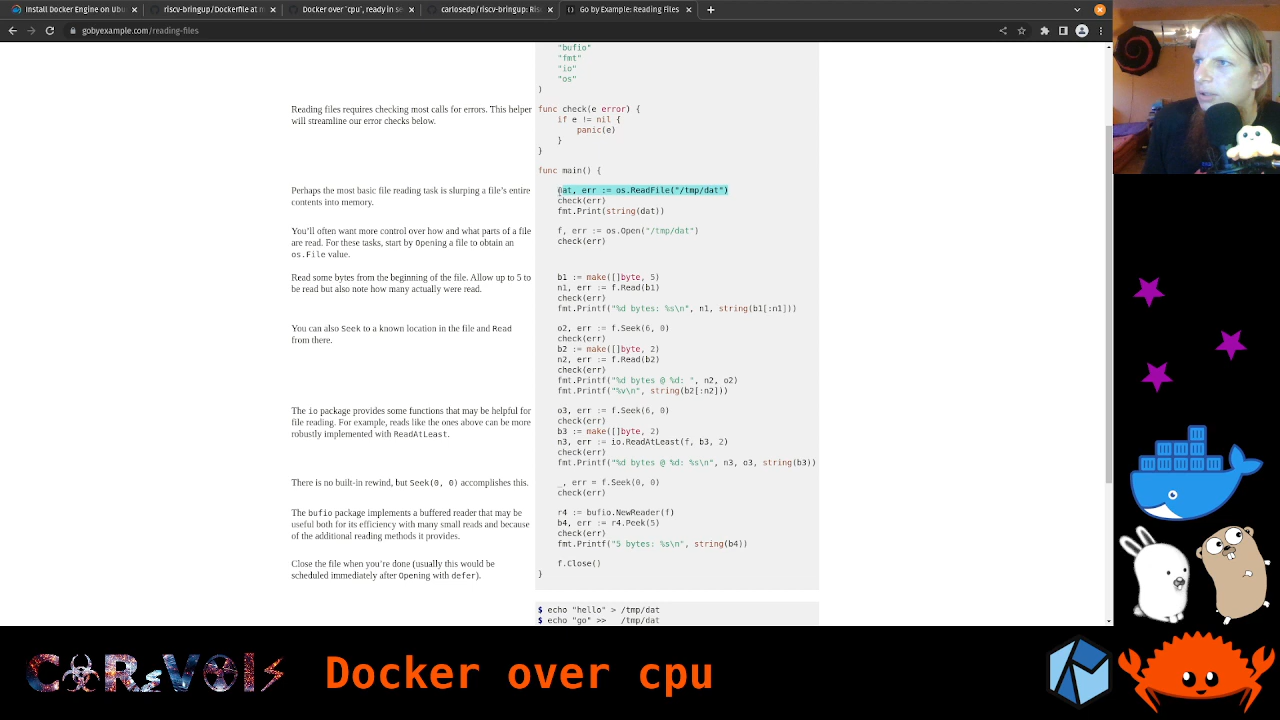 Install Docker Engine on Ubu
riscv-bringup/Dockerfile at m
Docker over `cpu`, ready in se
carlosedp/riscv-bringup: Ris
Go by Example: Reading Files
gobyexample.com/reading-files
"bufio"
"fmt"
"io"
"os"
)
Reading files requires checking most calls for errors. This helper
will streamline our error checks below.
func check(e error) {
if e != nil {
panic(e)
}
}
func main() {
Perhaps the most basic file reading task is slurping a file’s entire
contents into memory.
dat, err := os.ReadFile("/tmp/dat")
check(err)
fmt.Print(string(dat))
You’ll often want more control over how and what parts of a file
are read. For these tasks, start by Opening a file to obtain an
os.File value.
f, err := os.Open("/tmp/dat")
check(err)
Read some bytes from the beginning of the file. Allow up to 5 to
be read but also note how many actually were read.
b1 := make([]byte, 5)
n1, err := f.Read(b1)
check(err)
fmt.Printf("%d bytes: %s\n", n1, string(b1[:n1]))
You can also Seek to a known location in the file and Read
from there.
o2, err := f.Seek(6, 0)
check(err)
b2 := make([]byte, 2)
n2, err := f.Read(b2)
check(err)
fmt.Printf("%d bytes @ %d: ", n2, o2)
fmt.Printf("%v\n", string(b2[:n2]))
The io package provides some functions that may be helpful for
file reading. For example, reads like the ones above can be more
robustly implemented with ReadAtLeast.
o3, err := f.Seek(6, 0)
check(err)
b3 := make([]byte, 2)
n3, err := io.ReadAtLeast(f, b3, 2)
check(err)
fmt.Printf("%d bytes @ %d: %s\n", n3, o3, string(b3))
There is no built-in rewind, but Seek(0, 0) accomplishes this.
_, err = f.Seek(0, 0)
check(err)
The bufio package implements a buffered reader that may be
useful both for its efficiency with many small reads and because
of the additional reading methods it provides.
r4 := bufio.NewReader(f)
b4, err := r4.Peek(5)
check(err)
fmt.Printf("5 bytes: %s\n", string(b4))
Close the file when you’re done (usually this would be
scheduled immediately after Opening with defer).
f.Close()
}
$ echo "hello" > /tmp/dat
$ echo "go" >> /tmp/dat
Docker over cpu